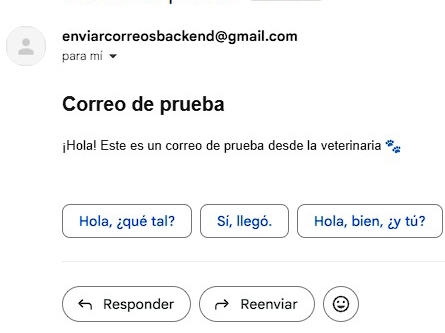 enviarcorreosbackend@gmail.com
para mí
Correo de prueba
¡Hola! Este es un correo de prueba desde la veterinaria 🐾
Hola, ¿qué tal?
Sí, llegó.
Hola, bien, ¿y tú?
Responder
Reenviar